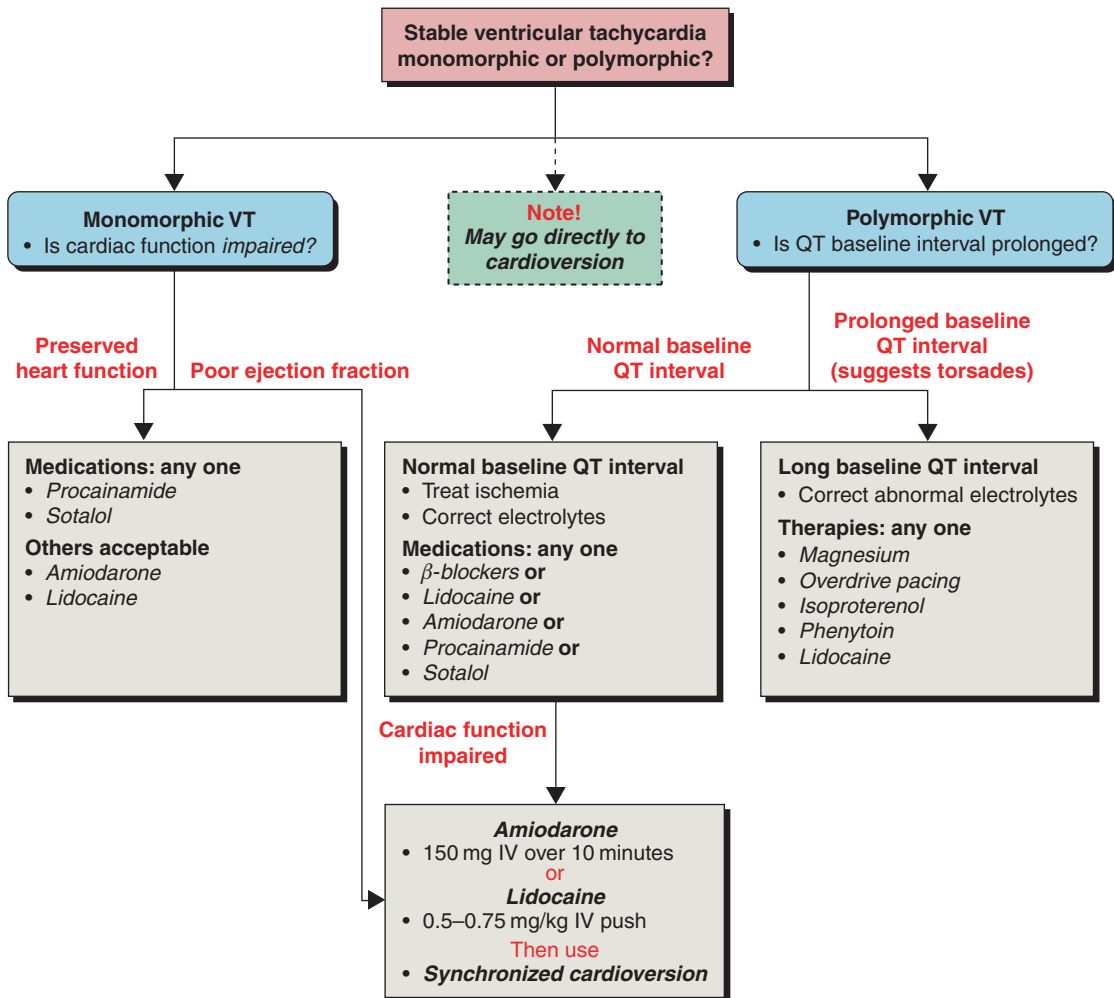 Stable ventricular tachycardia
monomorphic or polymorphic?
Monomorphic VT
• Is cardiac function impaired?
Note!
May go directly to
cardioversion
Polymorphic VT
• Is QT baseline interval prolonged?
Preserved
heart function
Poor ejection fraction
Normal baseline
QT interval
Prolonged baseline
QT interval
(suggests torsades)
Medications: any one
• Procainamide
• Sotalol
Others acceptable
• Amiodarone
• Lidocaine
Normal baseline QT interval
• Treat ischemia
• Correct electrolytes
Medications: any one
• β-blockers or
• Lidocaine or
• Amiodarone or
• Procainamide or
• Sotalol
Long baseline QT interval
• Correct abnormal electrolytes
Therapies: any one
• Magnesium
• Overdrive pacing
• Isoproterenol
• Phenytoin
• Lidocaine
Cardiac function
impaired
Amiodarone
• 150 mg IV over 10 minutes
or
Lidocaine
• 0.5–0.75 mg/kg IV push
Then use
• Synchronized cardioversion